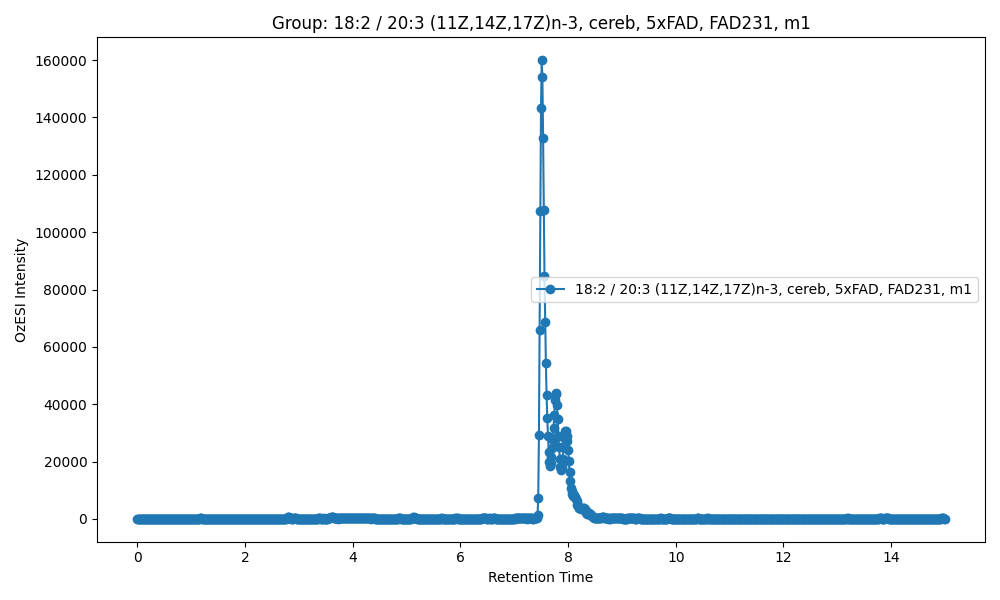 Group: 18:2 / 20:3 (11Z,14Z,17Z)n-3, cereb, 5xFAD, FAD231, m1
160000
140000
120000
100000
80000
60000
40000
20000
0
OzESI Intensity
18:2 / 20:3 (11Z,14Z,17Z)n-3, cereb, 5xFAD, FAD231, m1
0 2 4 6 8 10 12 14
Retention Time